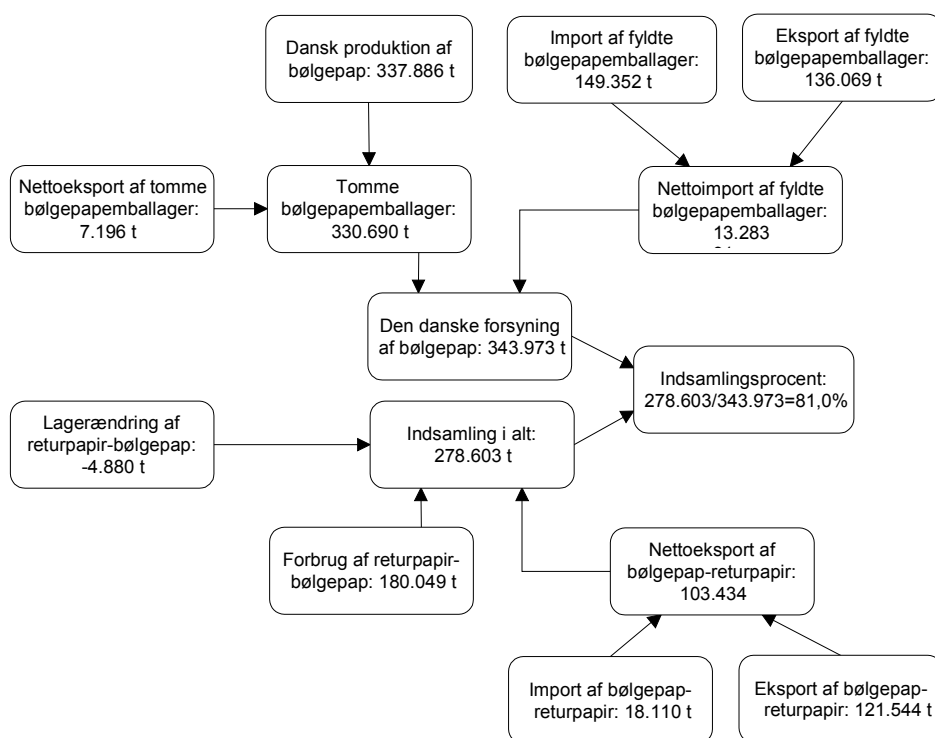 Dansk produktion af
bølgepap: 337.886 t
Import af fyldte
bølgepapemballager:
149.352 t
Eksport af fyldte
bølgepapemballager:
136.069 t
Nettoeksport af tomme
bølgepapemballager:
7.196 t
Tomme
bølgepapemballager:
330.690 t
Nettoimport af fyldte
bølgepapemballager:
13.283
Den danske forsyning
af bølgepap: 343.973 t
Indsamlingsprocent:
278.603/343.973=81,0%
Lagerændring af
returpapir-bølgepap:
-4.880 t
Indsamling i alt:
278.603 t
Forbrug af returpapir-
bølgepap: 180.049 t
Nettoeksport af
bølgepap-returpapir:
103.434
Import af bølgepap-
returpapir: 18.110 t
Eksport af bølgepap-
returpapir: 121.544 t